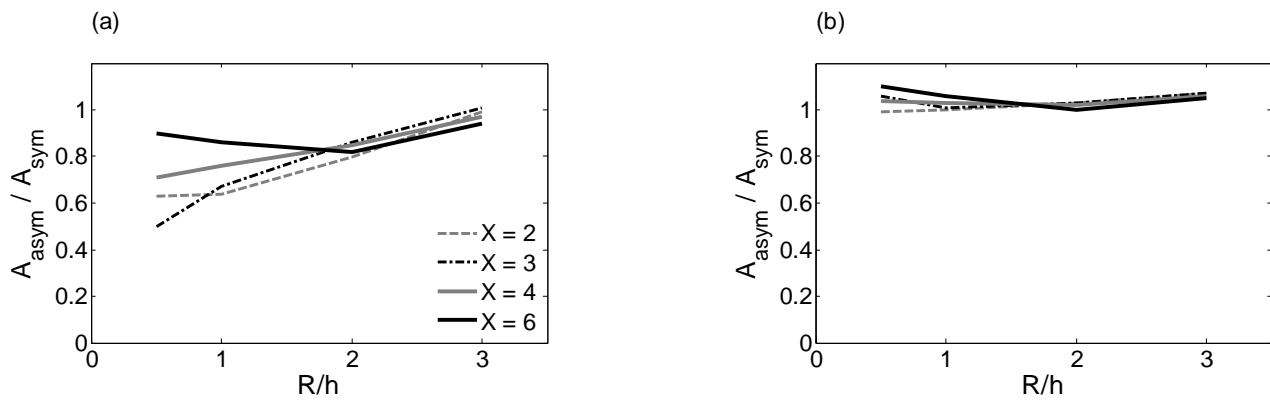 (a)
A_asym / A_sym
1
0.8
0.6
0.4
0.2
0
0
1
2
3
R/h
X = 2
X = 3
X = 4
X = 6
(b)
A_asym / A_sym
1
0.8
0.6
0.4
0.2
0
0
1
2
3
R/h